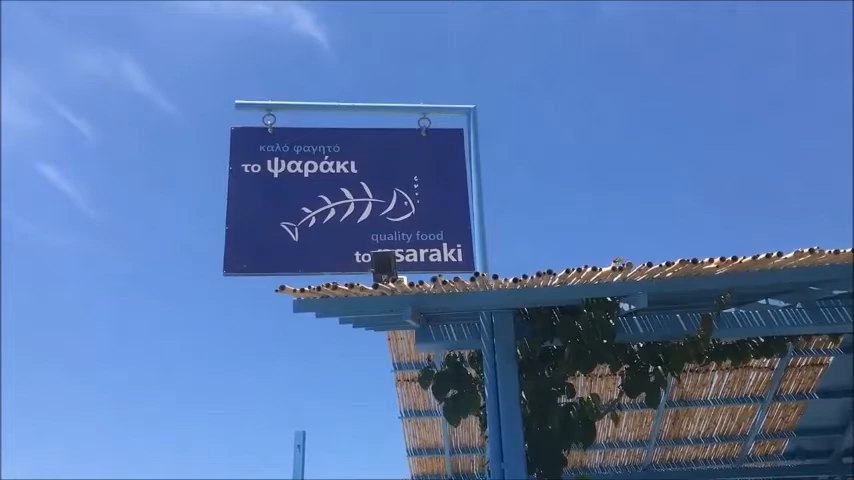 καλό φαγητό
το ψαράκι
quality food
to psaraki